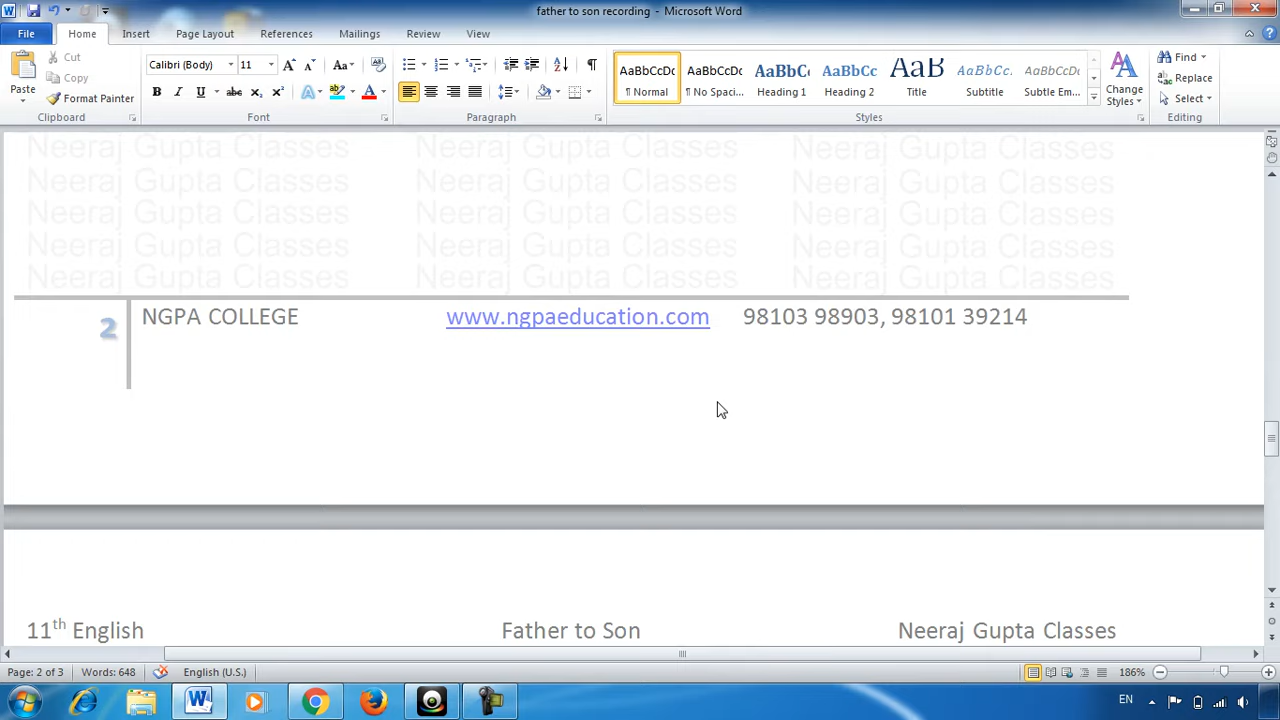 father to son recording - Microsoft Word
File Home Insert Page Layout References Mailings Review View
Paste
Cut
Copy
Format Painter
Clipboard
Calibri (Body) 11
Font
Paragraph
AaBbCcDc AaBbCcDc AaBbCc AaBbCc AaB AaBbCc. AaBbCcDc
¶ Normal ¶ No Spaci... Heading 1 Heading 2 Title Subtitle Subtle Em...
Styles
Change Styles
Find
Replace
Select
Editing
Neeraj Gupta Classes Neeraj Gupta Classes Neeraj Gupta Classes
Neeraj Gupta Classes Neeraj Gupta Classes Neeraj Gupta Classes
Neeraj Gupta Classes Neeraj Gupta Classes Neeraj Gupta Classes
Neeraj Gupta Classes Neeraj Gupta Classes Neeraj Gupta Classes
Neeraj Gupta Classes Neeraj Gupta Classes Neeraj Gupta Classes
2 NGPA COLLEGE www.ngpaeducation.com 98103 98903, 98101 39214
11th English Father to Son Neeraj Gupta Classes
Page: 2 of 3 Words: 648 English (U.S.) 186%
EN